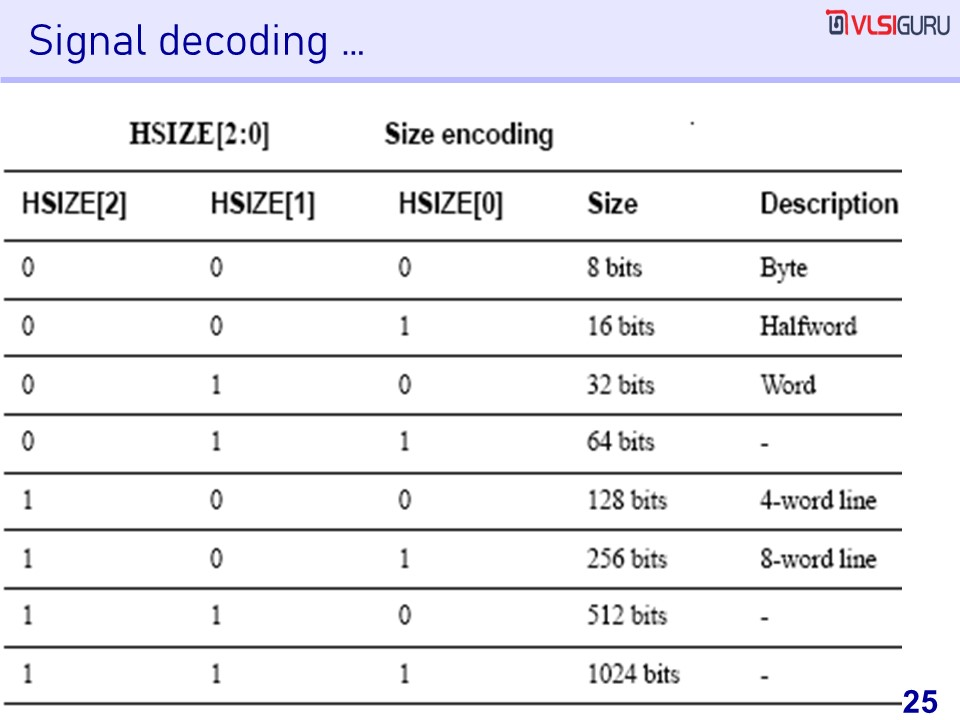 Signal decoding ...
VLSIGURU
HSIZE[2:0] Size encoding
HSIZE[2] HSIZE[1] HSIZE[0] Size Description
0 0 0 8 bits Byte
0 0 1 16 bits Halfword
0 1 0 32 bits Word
0 1 1 64 bits -
1 0 0 128 bits 4-word line
1 0 1 256 bits 8-word line
1 1 0 512 bits -
1 1 1 1024 bits -
25